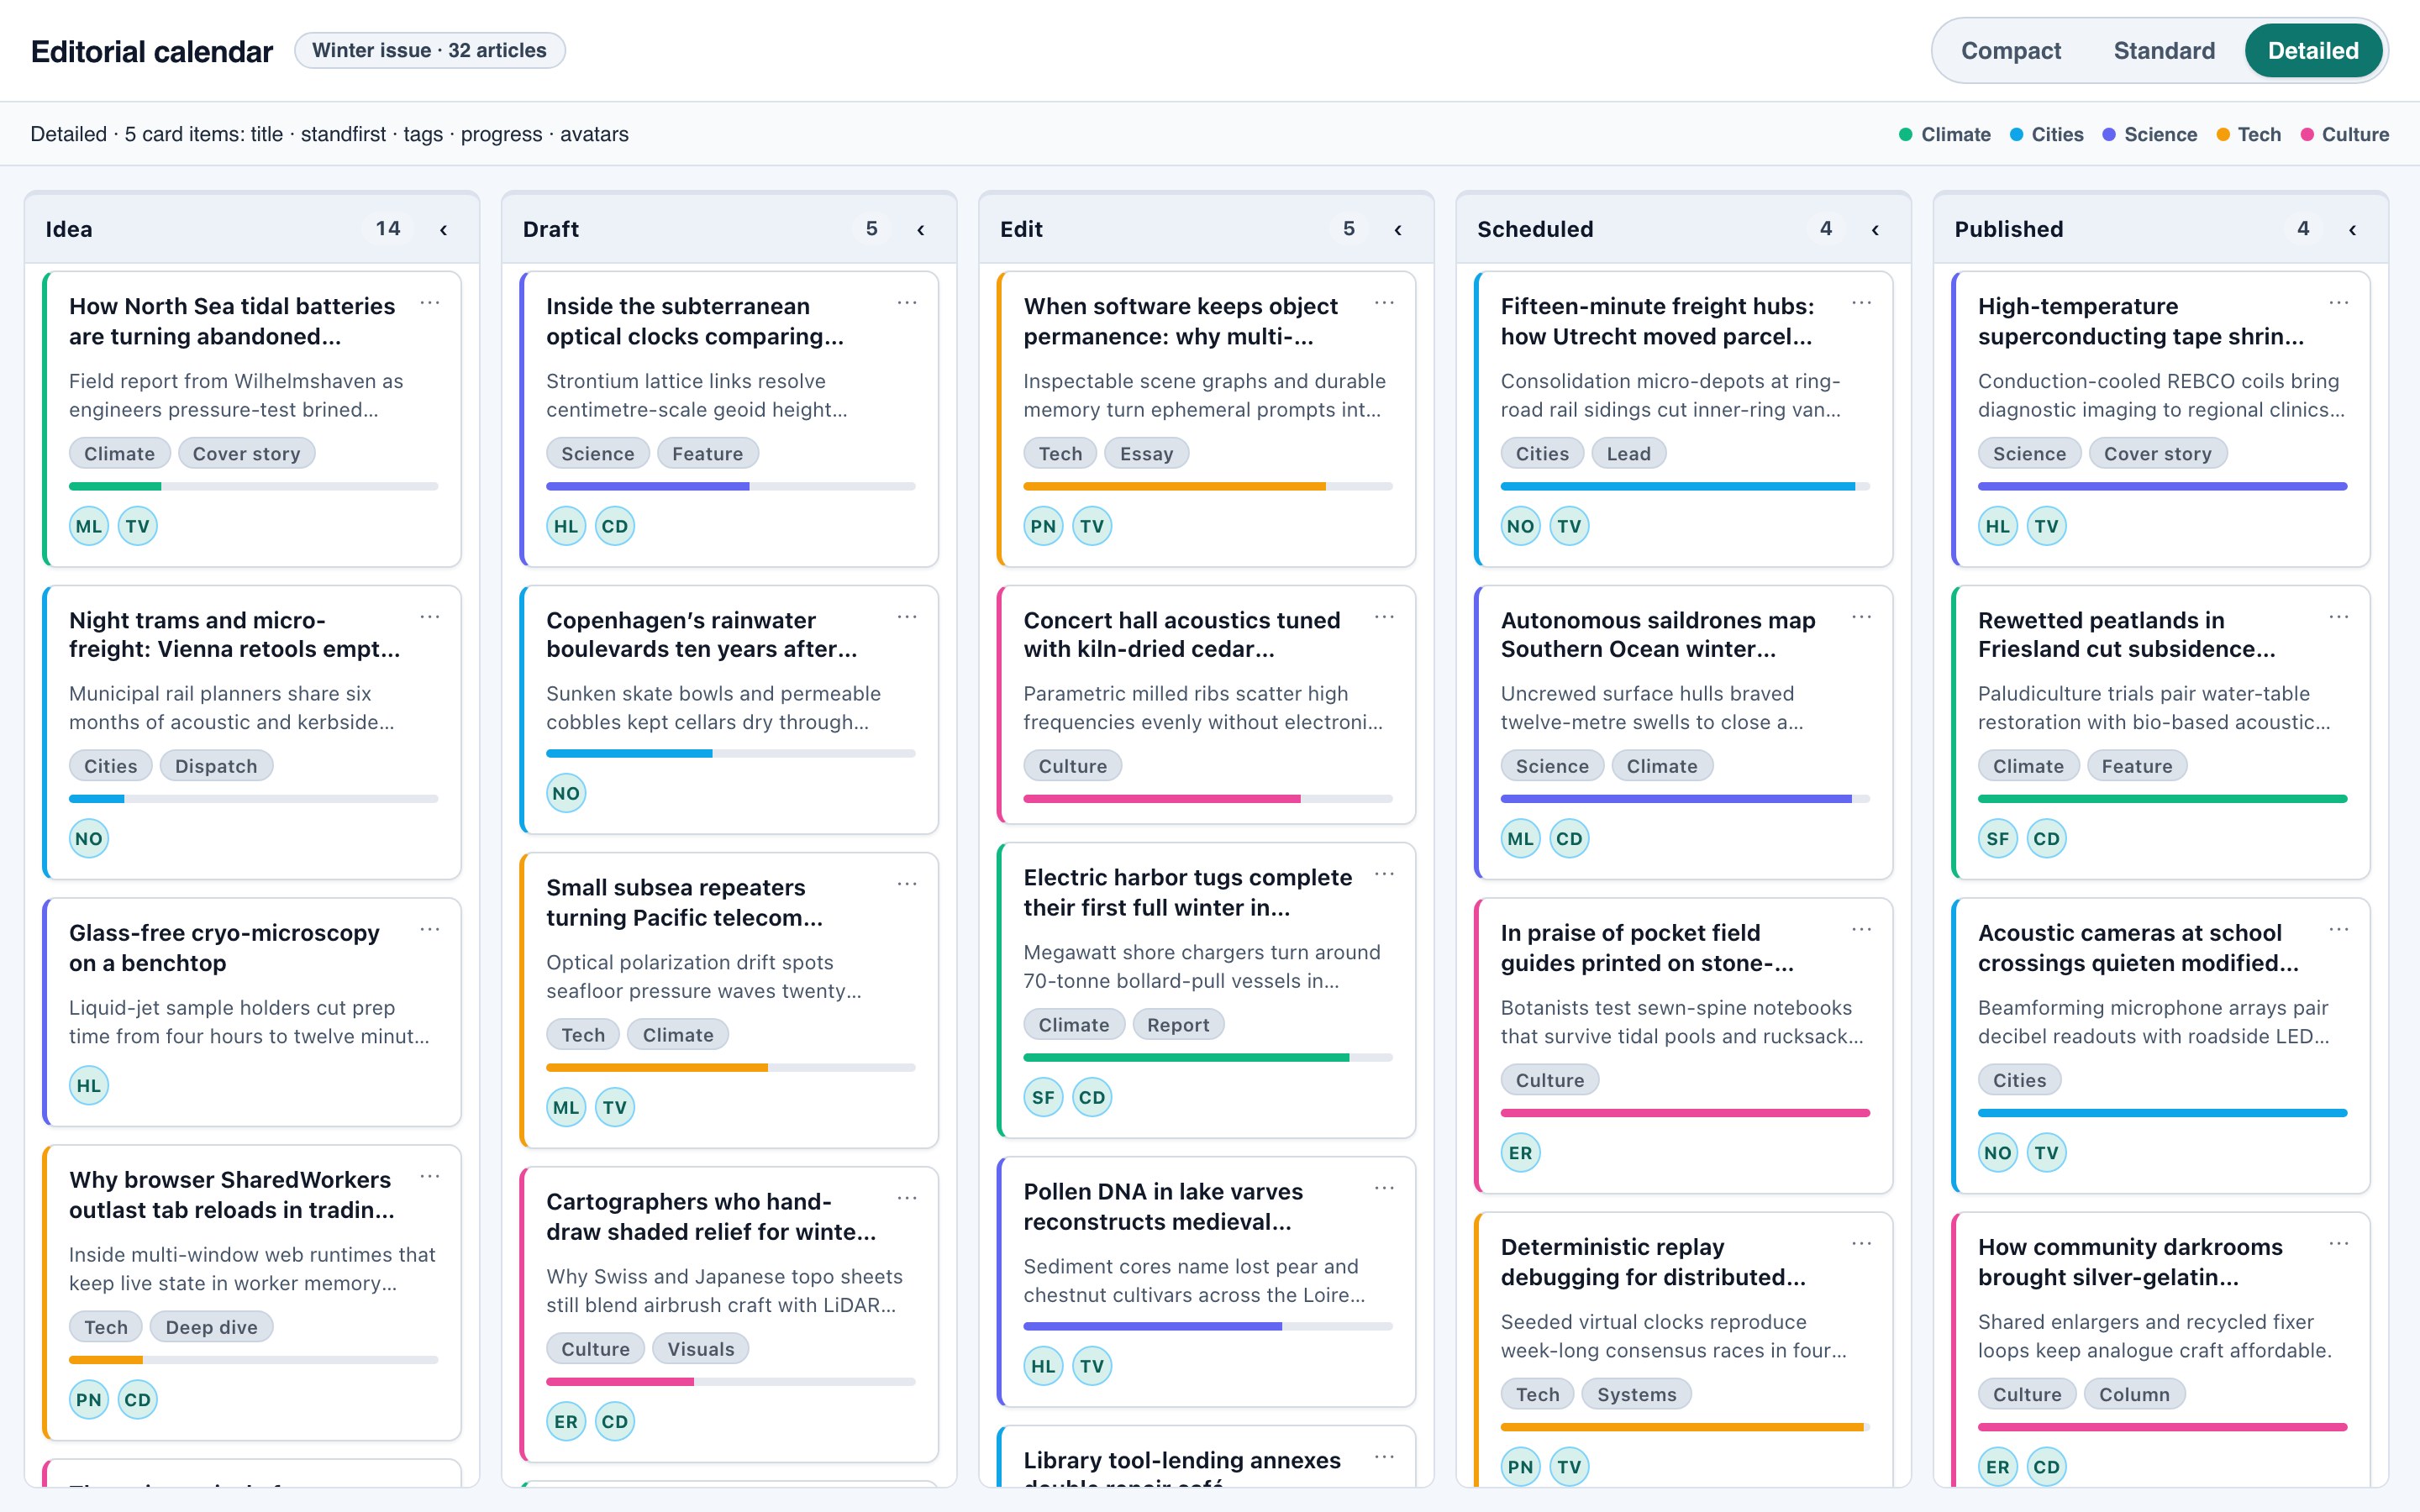 Editorial calendar
Winter issue · 32 articles
Compact
Standard
Detailed
Detailed · 5 card items: title · standfirst · tags · progress · avatars
Climate
Cities
Science
Tech
Culture
Idea
14
‹
How North Sea tidal batteries
are turning abandoned...
...
Field report from Wilhelmshaven as
engineers pressure-test brined...
Climate
Cover story
ML
TV
Night trams and micro-
freight: Vienna retools empt...
...
Municipal rail planners share six
months of acoustic and kerbside...
Cities
Dispatch
NO
Glass-free cryo-microscopy
on a benchtop
...
Liquid-jet sample holders cut prep
time from four hours to twelve minut...
HL
Why browser SharedWorkers
outlast tab reloads in tradin...
...
Inside multi-window web runtimes that
keep live state in worker memory...
Tech
Deep dive
PN
CD
Draft
5
‹
Inside the subterranean
optical clocks comparing...
...
Strontium lattice links resolve
centimetre-scale geoid height...
Science
Feature
HL
CD
Copenhagen’s rainwater
boulevards ten years after...
...
Sunken skate bowls and permeable
cobbles kept cellars dry through...
NO
Small subsea repeaters
turning Pacific telecom...
...
Optical polarization drift spots
seafloor pressure waves twenty...
Tech
Climate
ML
TV
Cartographers who hand-
draw shaded relief for winte...
...
Why Swiss and Japanese topo sheets
still blend airbrush craft with LiDAR...
Culture
Visuals
ER
CD
Edit
5
‹
When software keeps object
permanence: why multi-...
...
Inspectable scene graphs and durable
memory turn ephemeral prompts int...
Tech
Essay
PN
TV
Concert hall acoustics tuned
with kiln-dried cedar...
...
Parametric milled ribs scatter high
frequencies evenly without electroni...
Culture
Electric harbor tugs complete
their first full winter in...
...
Megawatt shore chargers turn around
70-tonne bollard-pull vessels in...
Climate
Report
SF
CD
Pollen DNA in lake varves
reconstructs medieval...
...
Sediment cores name lost pear and
chestnut cultivars across the Loire...
HL
TV
Library tool-lending annexes
double repair café
...
Scheduled
4
‹
Fifteen-minute freight hubs:
how Utrecht moved parcel...
...
Consolidation micro-depots at ring-
road rail sidings cut inner-ring van...
Cities
Lead
NO
TV
Autonomous saildrones map
Southern Ocean winter...
...
Uncrewed surface hulls braved
twelve-metre swells to close a...
Science
Climate
ML
CD
In praise of pocket field
guides printed on stone-...
...
Botanists test sewn-spine notebooks
that survive tidal pools and rucksack...
Culture
ER
Deterministic replay
debugging for distributed...
...
Seeded virtual clocks reproduce
week-long consensus races in four...
Tech
Systems
PN
TV
Published
4
‹
High-temperature
superconducting tape shrin...
...
Conduction-cooled REBCO coils bring
diagnostic imaging to regional clinics...
Science
Cover story
HL
TV
Rewetted peatlands in
Friesland cut subsidence...
...
Paludiculture trials pair water-table
restoration with bio-based acoustic...
Climate
Feature
SF
CD
Acoustic cameras at school
crossings quieten modified...
...
Beamforming microphone arrays pair
decibel readouts with roadside LED...
Cities
NO
TV
How community darkrooms
brought silver-gelatin...
...
Shared enlargers and recycled fixer
loops keep analogue craft affordable.
Culture
Column
ER
CD